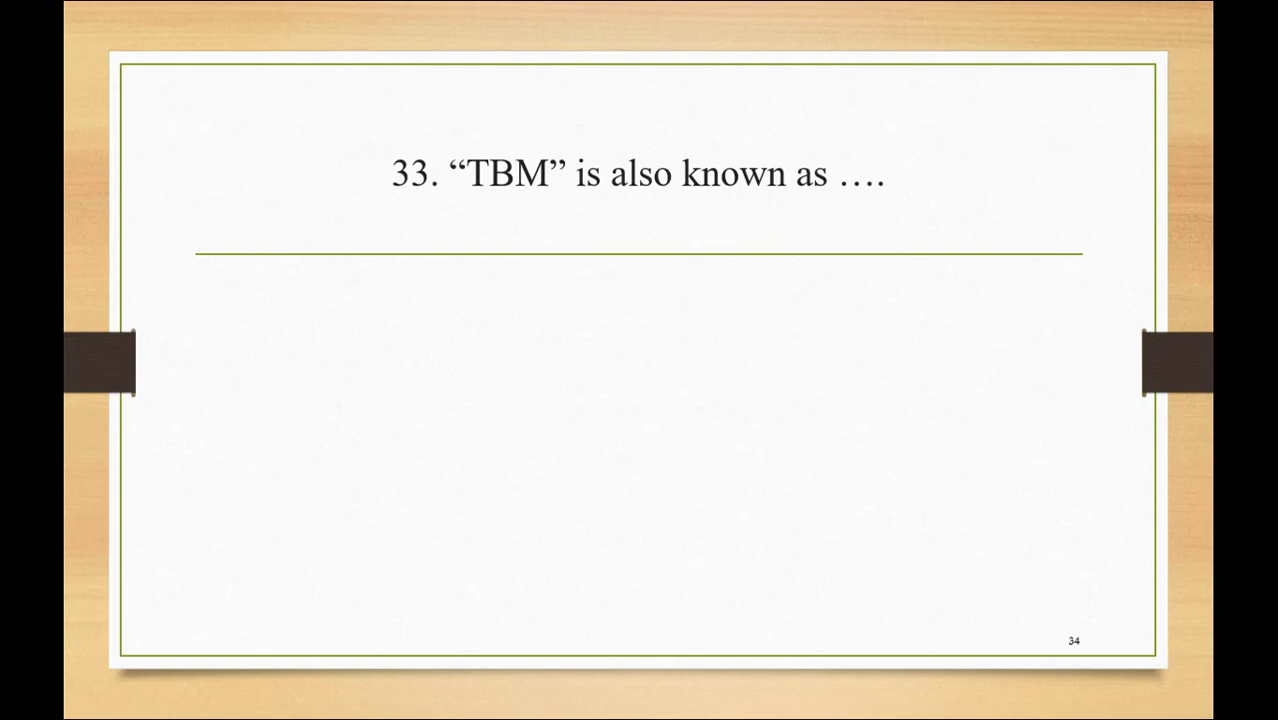 33. “TBM” is also known as ….
34